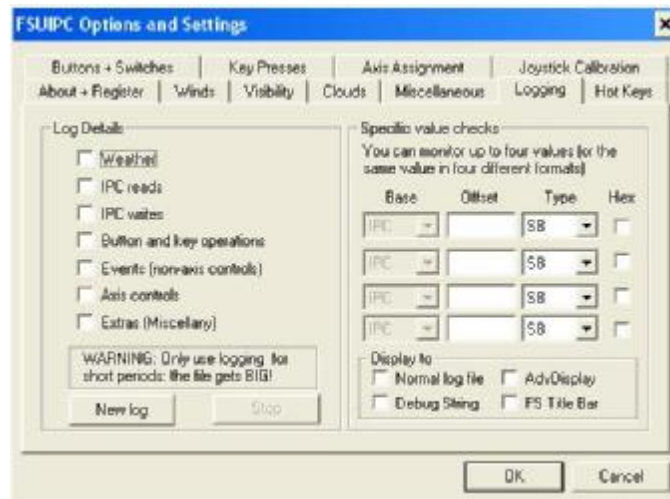 FSUIPC Options and Settings
Buttons + Switches Key Presses Axis Assignment Joystick Calibration
About + Register Winds Visibility Clouds Miscellaneous Logging Hot Keys
Log Details
Weather
IPC reads
IPC writes
Button and key operations
Events (non-axis controls)
Axis controls
Extras (Miscellany)
WARNING: Only use logging for
short periods: the file gets BIG!
New log Stop
Specific value checks
You can monitor up to four values (or the
same value in four different formats)
Base Offset Type Hex
IPC S8
IPC S8
IPC S8
IPC S8
Display to
Normal log file AdvDisplay
Debug String FS Title Bar
OK Cancel